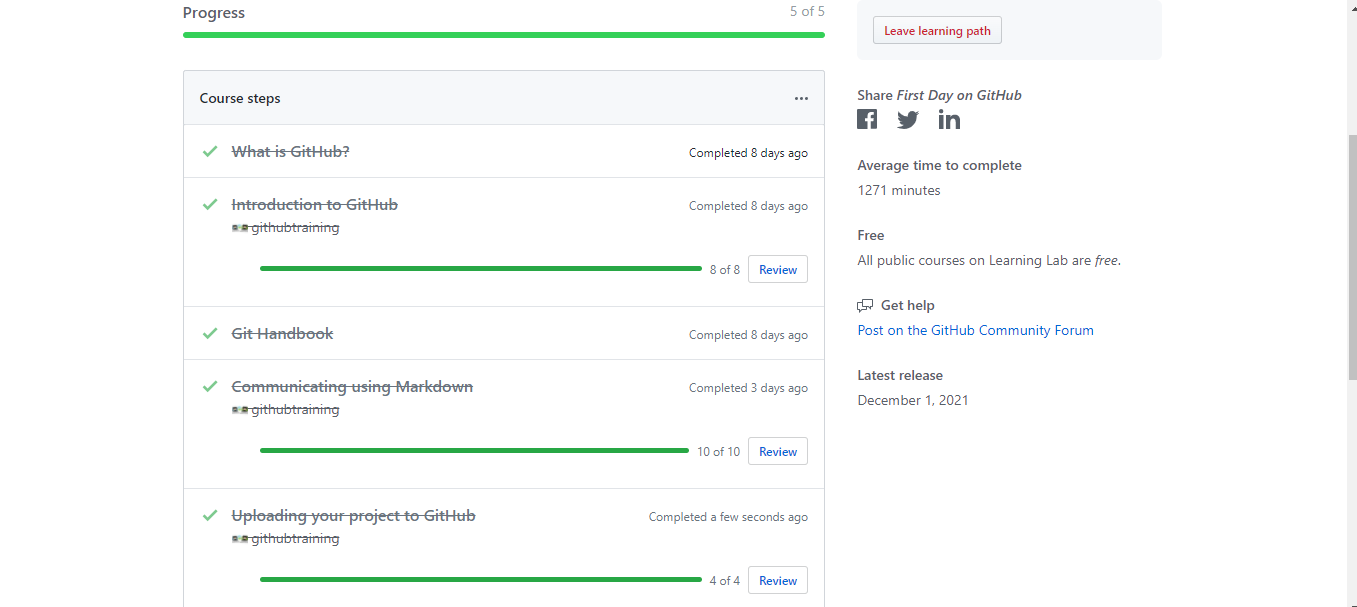 Progress 5 of 5
Course steps ...
What is GitHub? Completed 8 days ago
Introduction to GitHub Completed 8 days ago
githubtraining
8 of 8 Review
Git Handbook Completed 8 days ago
Communicating using Markdown Completed 3 days ago
githubtraining
10 of 10 Review
Uploading your project to GitHub Completed a few seconds ago
githubtraining
4 of 4 Review
Leave learning path
Share First Day on GitHub
Average time to complete
1271 minutes
Free
All public courses on Learning Lab are free.
Get help
Post on the GitHub Community Forum
Latest release
December 1, 2021